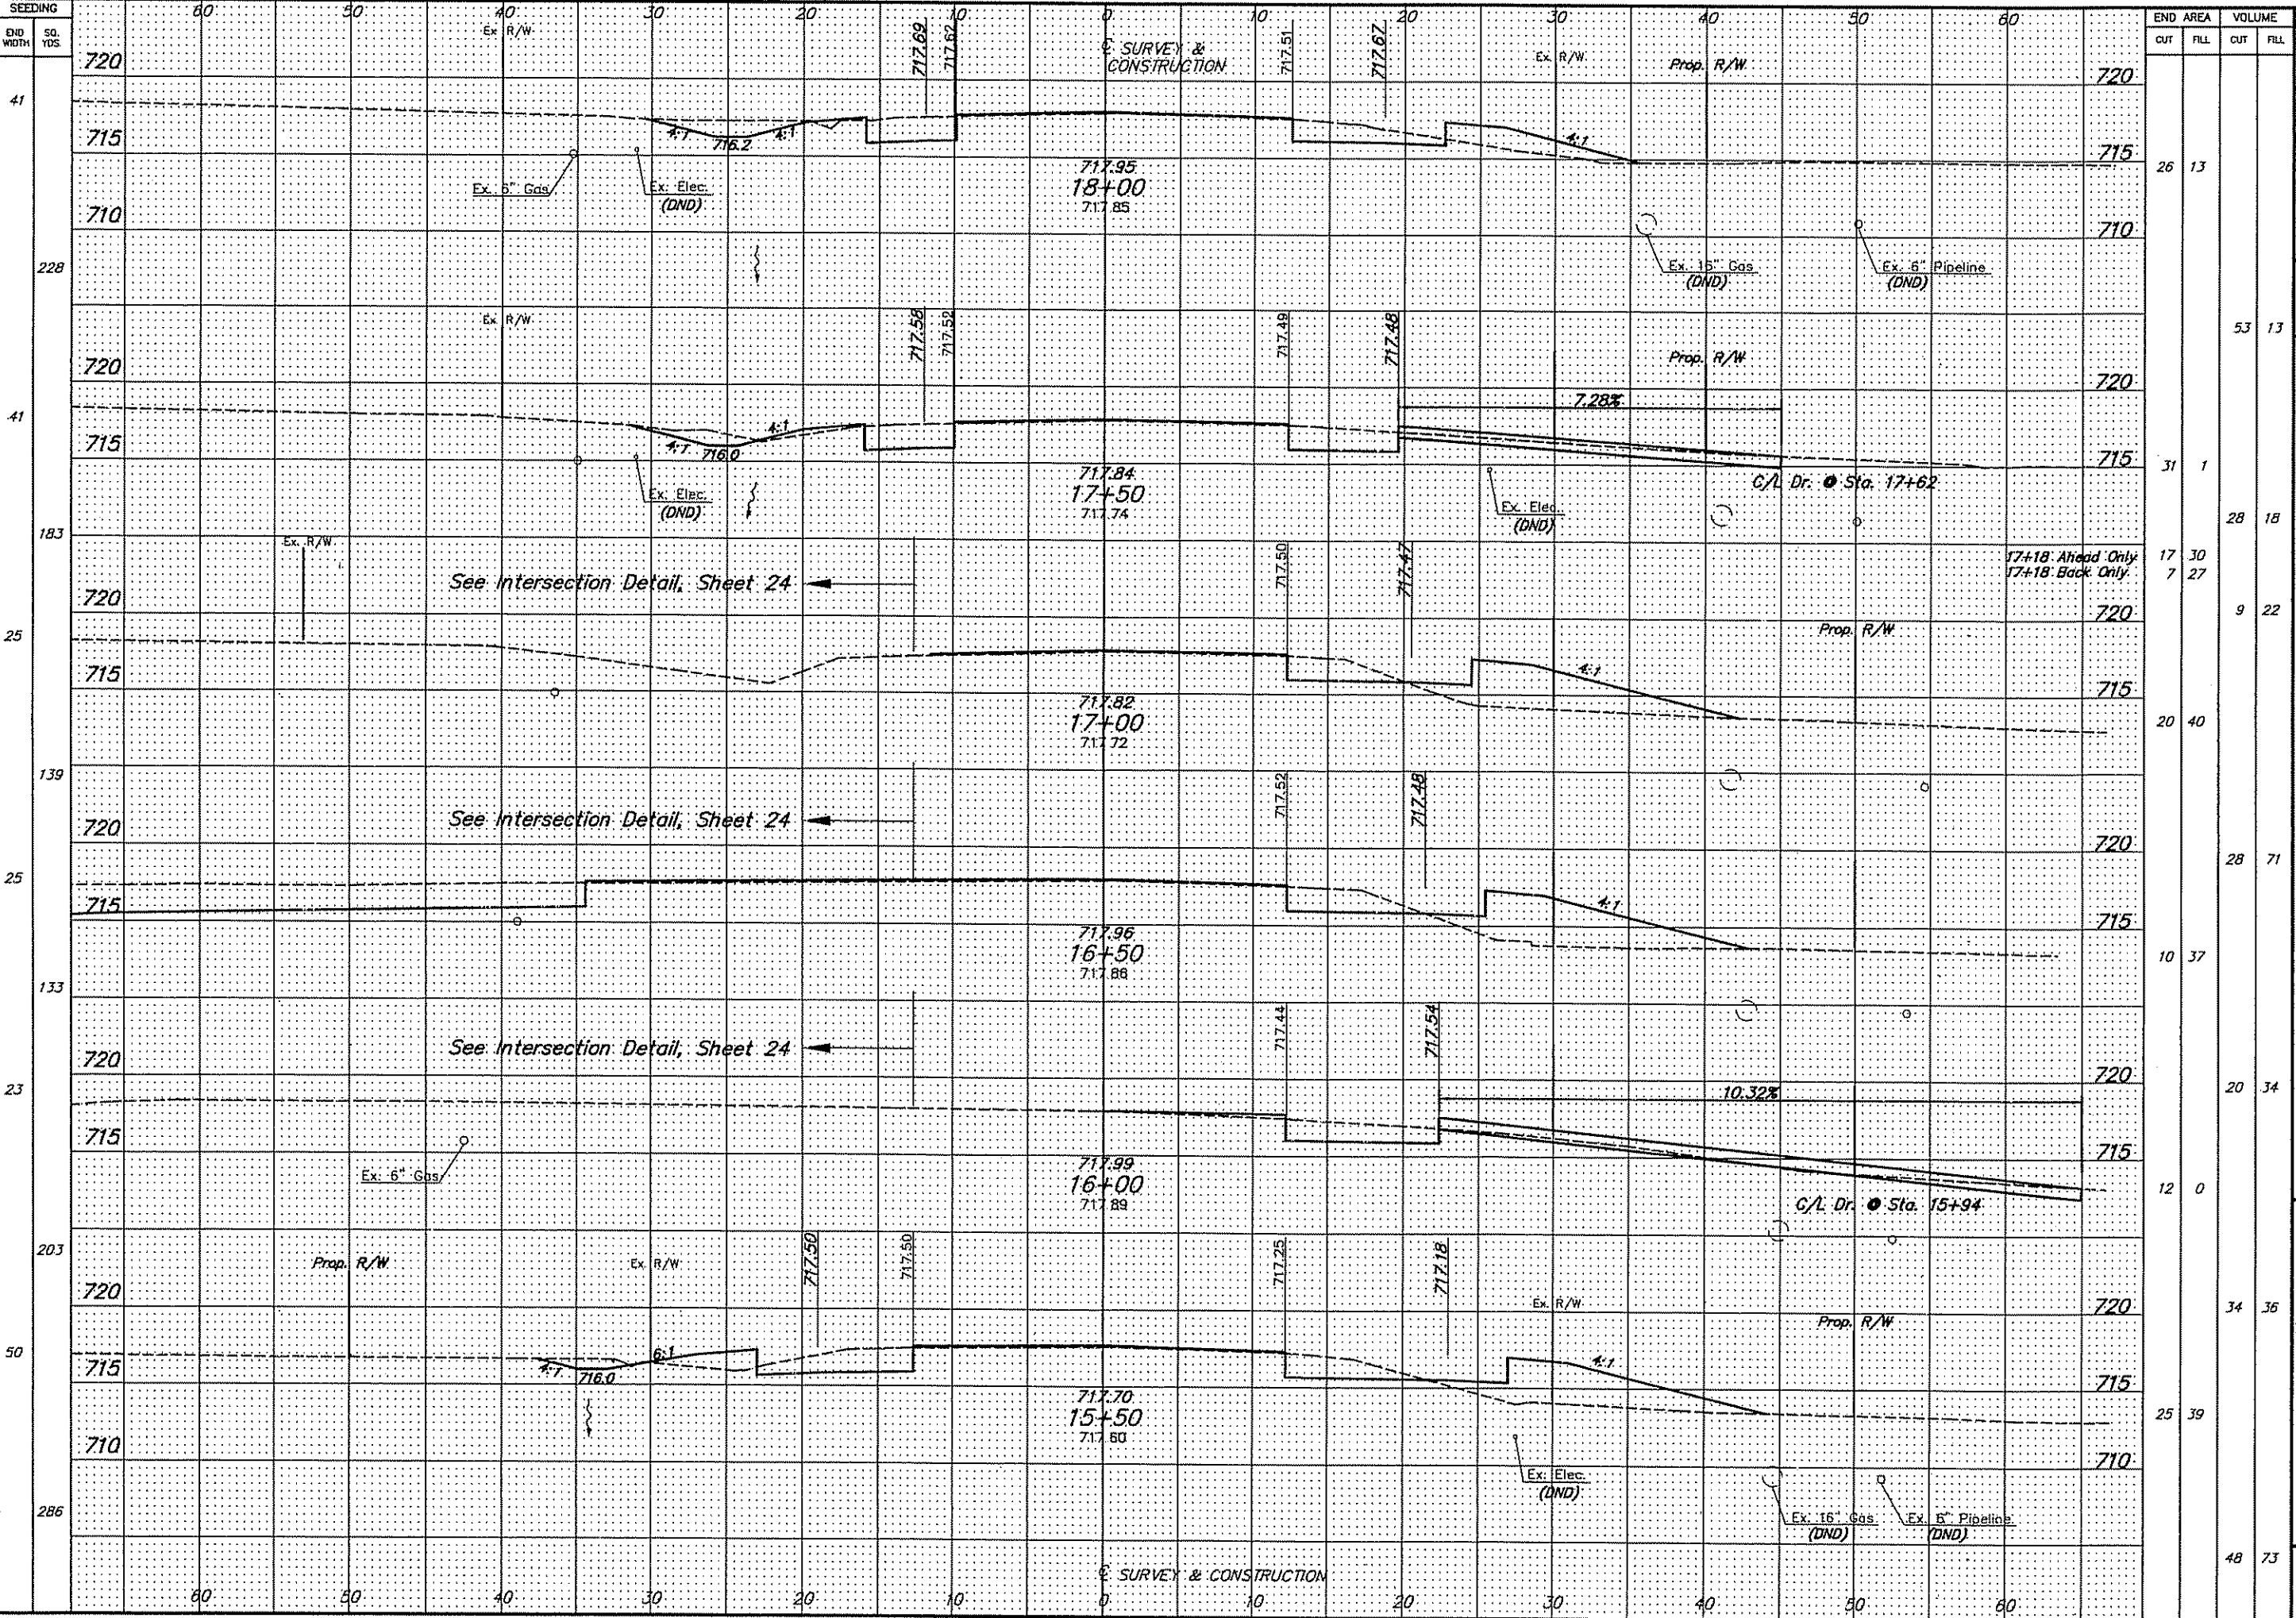 SEEDING
END WIDTH
SQ. YDS.
60 50 40 30 20 10 0 10 20 30 40 50 60
END AREA
VOLUME
CUT FILL CUT FILL
Ex. R/W
717.69
717.62
℄ SURVEY &
CONSTRUCTION
717.51
717.67
Ex. R/W
Prop. R/W
720
720
41
4:1
716.2
4:1
4:1
715
715
717.95
18+00
717.85
26 13
Ex. 6" Gas
Ex. Elec.
(DND)
710
710
Ex. 16" Gas
(DND)
Ex. 6" Pipeline
(DND)
228
53 13
Ex. R/W
717.58
717.52
717.49
717.48
Prop. R/W
720
720
7.28%
41
4:1
716.0
4:1
715
715
717.84
17+50
717.74
31 1
C/L Dr. @ Sta. 17+62
Ex. Elec.
(DND)
Ex. Elec.
(DND)
28 18
183
Ex. R/W
See Intersection Detail, Sheet 24
717.50
717.47
17+18 Ahead Only 17 30
17+18 Back Only 7 27
720
720
9 22
25
Prop. R/W
4:1
715
715
717.82
17+00
717.72
20 40
139
See Intersection Detail, Sheet 24
717.52
717.48
720
720
28 71
25
4:1
715
715
717.96
16+50
717.86
10 37
133
See Intersection Detail, Sheet 24
717.44
717.54
720
720
23
10.32%
20 34
715
715
Ex. 6" Gas
717.99
16+00
717.89
12 0
C/L Dr. @ Sta. 15+94
203
Prop. R/W
Ex. R/W
717.50
717.50
717.25
717.18
Ex. R/W
Prop. R/W
720
720
34 36
50
4:1
716.0
6:1
4:1
715
715
717.70
15+50
717.60
25 39
710
710
Ex. Elec.
(DND)
Ex. 16" Gas
(DND)
Ex. 6" Pipeline
(DND)
286
48 73
℄ SURVEY & CONSTRUCTION
60 50 40 30 20 10 0 10 20 30 40 50 60